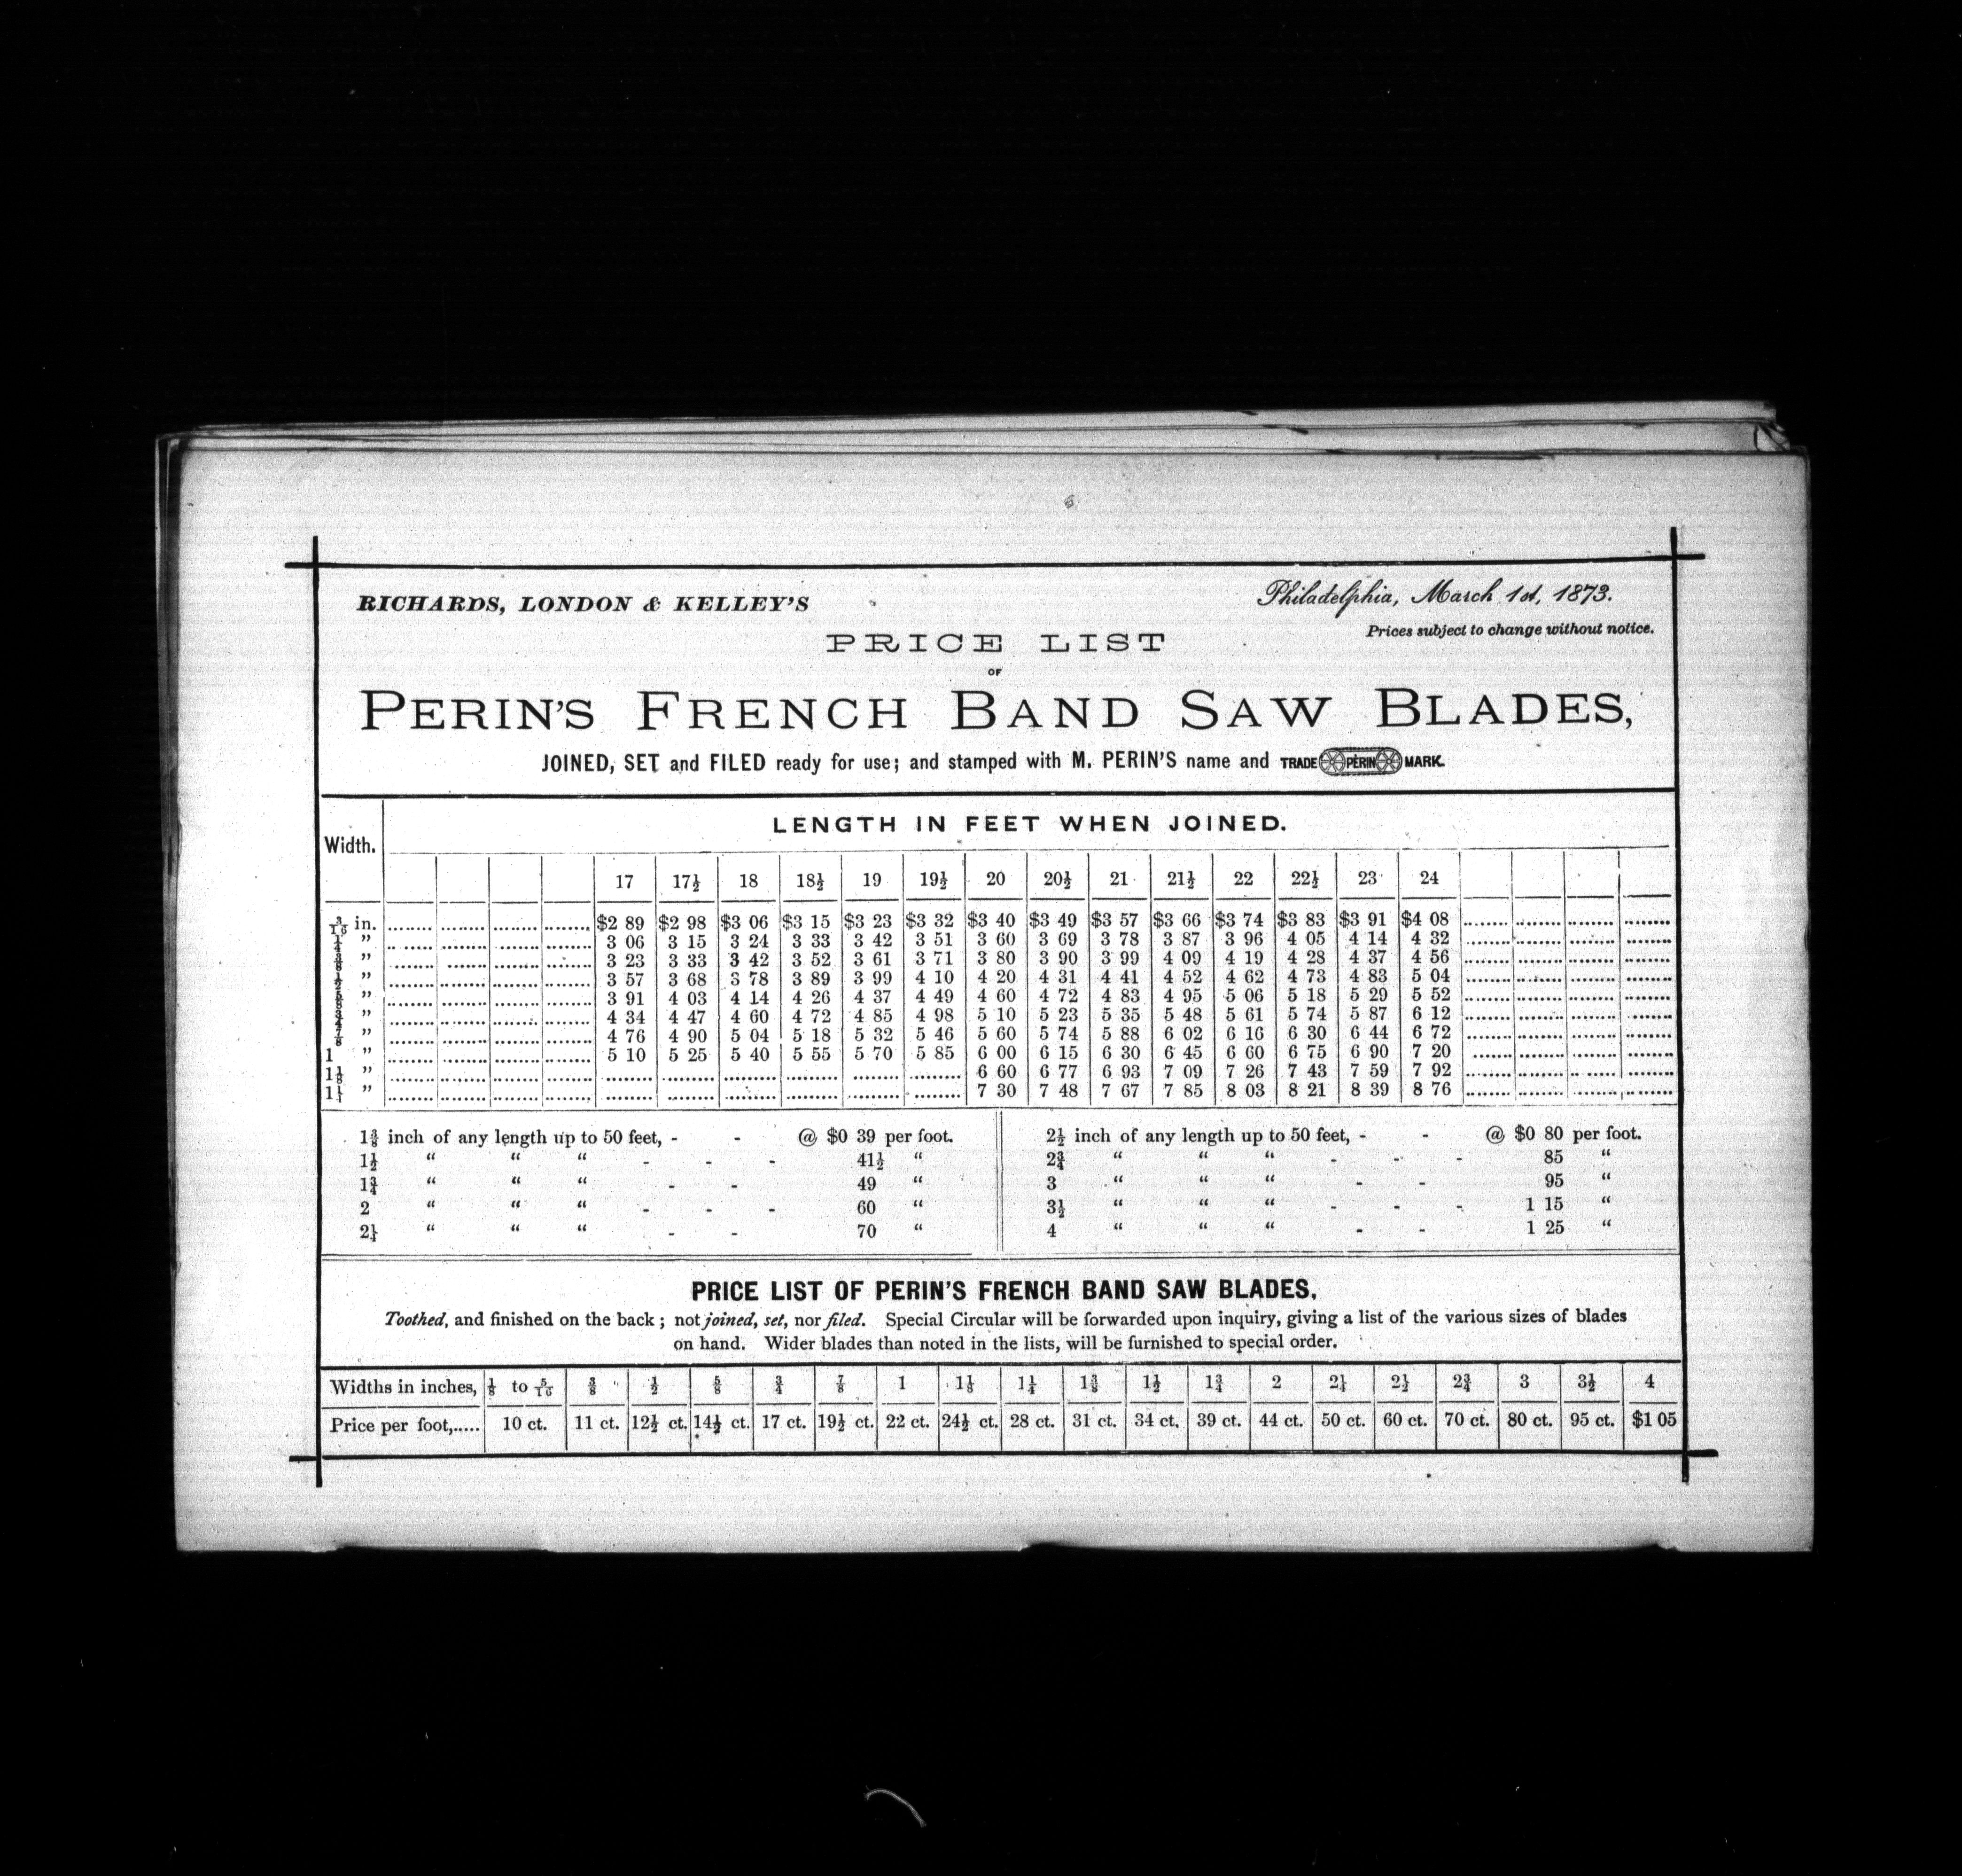 RICHARDS, LONDON & KELLEY'S
Philadelphia, March 1st, 1873.
Prices subject to change without notice.
PRICE LIST
OF
PERIN'S FRENCH BAND SAW BLADES,
JOINED, SET and FILED ready for use; and stamped with M. PERIN'S name and TRADE PERIN MARK.
Width.
LENGTH IN FEET WHEN JOINED.
17 17½ 18 18½ 19 19½ 20 20½ 21 21½ 22 22½ 23 24
3/16 in. $2 89 $2 98 $3 06 $3 15 $3 23 $3 32 $3 40 $3 49 $3 57 $3 66 $3 74 $3 83 $3 91 $4 08
¼ ” 3 06 3 15 3 24 3 33 3 42 3 51 3 60 3 69 3 78 3 87 3 96 4 05 4 14 4 32
⅜ ” 3 23 3 33 3 42 3 52 3 61 3 71 3 80 3 90 3 99 4 09 4 19 4 28 4 37 4 56
½ ” 3 57 3 68 3 78 3 89 3 99 4 10 4 20 4 31 4 41 4 52 4 62 4 73 4 83 5 04
⅝ ” 3 91 4 03 4 14 4 26 4 37 4 49 4 60 4 72 4 83 4 95 5 06 5 18 5 29 5 52
¾ ” 4 34 4 47 4 60 4 72 4 85 4 98 5 10 5 23 5 35 5 48 5 61 5 74 5 87 6 12
⅞ ” 4 76 4 90 5 04 5 18 5 32 5 46 5 60 5 74 5 88 6 02 6 16 6 30 6 44 6 72
1 ” 5 10 5 25 5 40 5 55 5 70 5 85 6 00 6 15 6 30 6 45 6 60 6 75 6 90 7 20
1⅛ ” 6 60 6 77 6 93 7 09 7 26 7 43 7 59 7 92
1¼ ” 7 30 7 48 7 67 7 85 8 03 8 21 8 39 8 76
1⅜ inch of any length up to 50 feet, - - @ $0 39 per foot.
1½ “ “ “ - - - 41½ “
1¾ “ “ “ - - 49 “
2 “ “ “ - - - 60 “
2¼ “ “ “ - - 70 “
2½ inch of any length up to 50 feet, - - @ $0 80 per foot.
2¾ “ “ “ - - - 85 “
3 “ “ “ - - 95 “
3½ “ “ “ - - - 1 15 “
4 “ “ “ - - 1 25 “
PRICE LIST OF PERIN'S FRENCH BAND SAW BLADES,
Toothed, and finished on the back; not joined, set, nor filed. Special Circular will be forwarded upon inquiry, giving a list of the various sizes of blades
on hand. Wider blades than noted in the lists, will be furnished to special order.
Widths in inches, ⅛ to 5/16 ⅜ ½ ⅝ ¾ ⅞ 1 1⅛ 1¼ 1⅜ 1½ 1¾ 2 2¼ 2½ 2¾ 3 3½ 4
Price per foot,..... 10 ct. 11 ct. 12½ ct. 14½ ct. 17 ct. 19½ ct. 22 ct. 24½ ct. 28 ct. 31 ct. 34 ct. 39 ct. 44 ct. 50 ct. 60 ct. 70 ct. 80 ct. 95 ct. $1 05